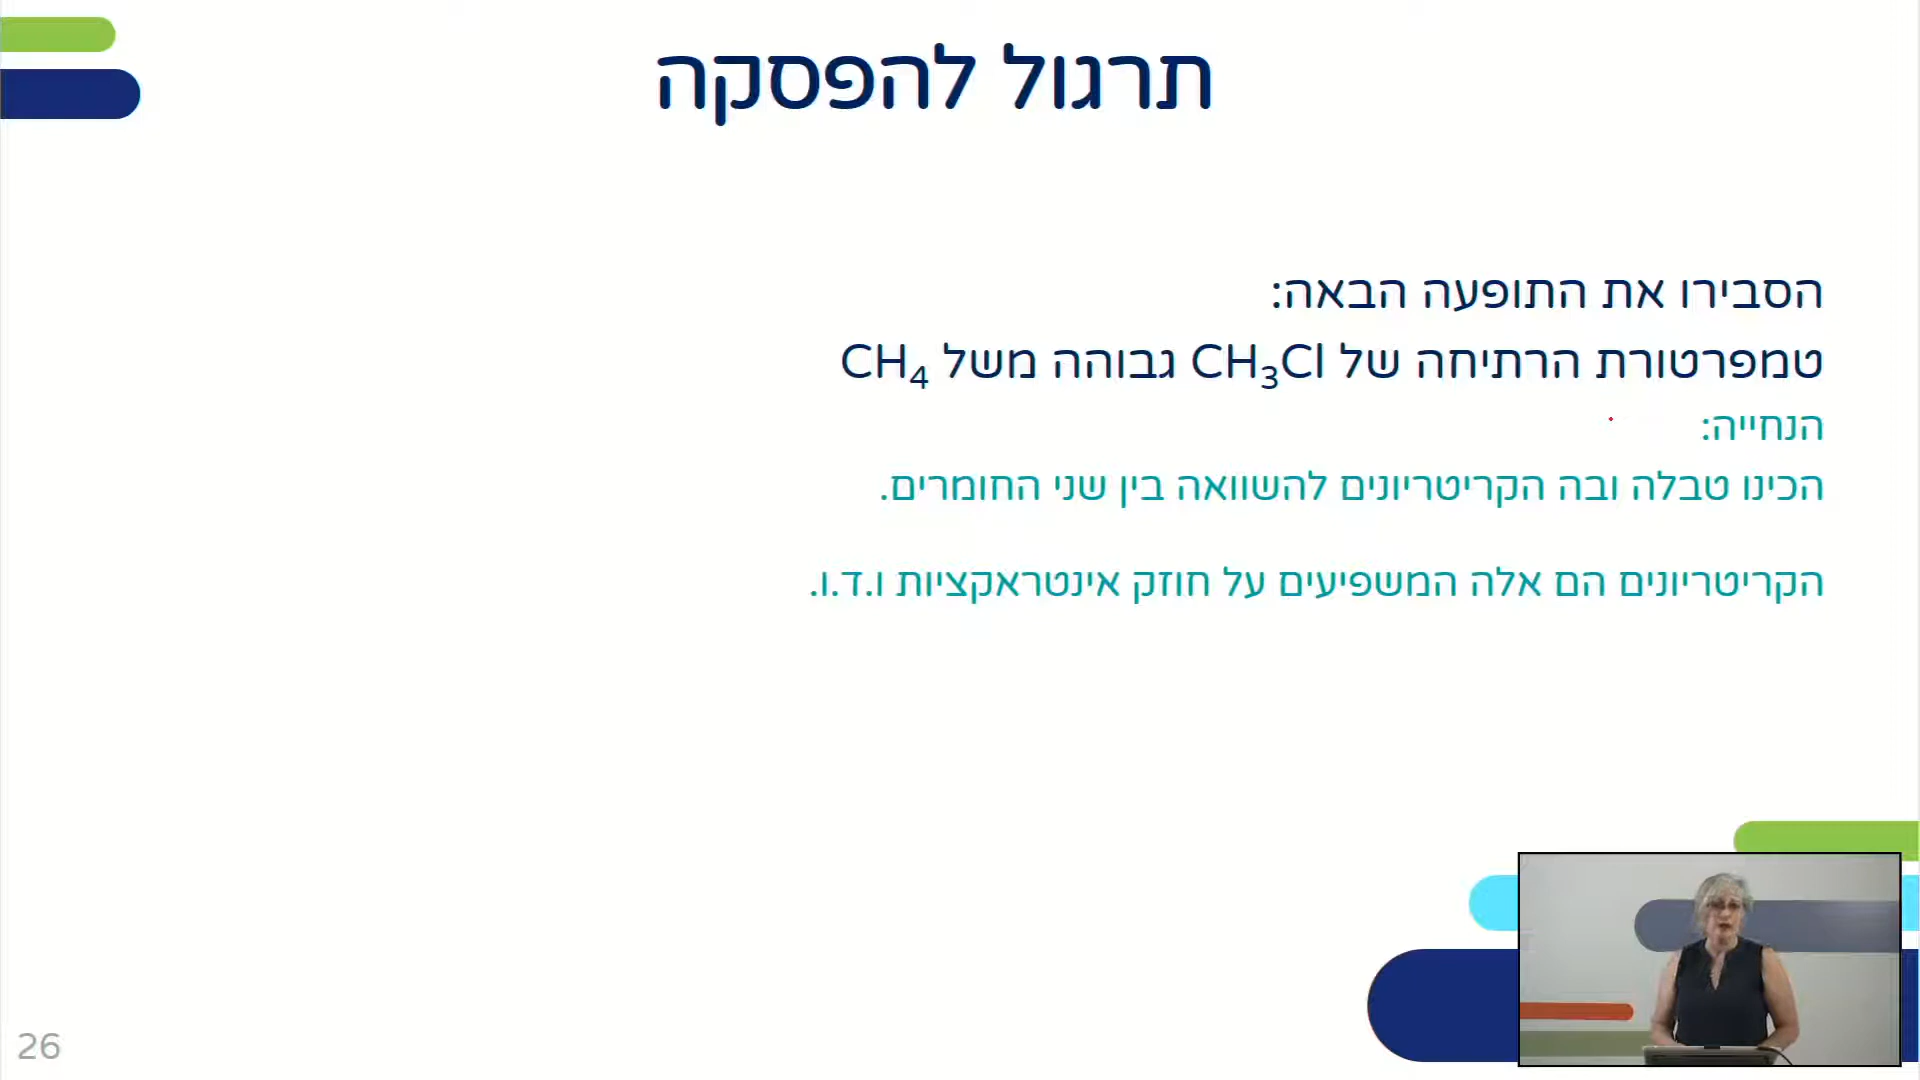 תרגול להפסקה
הסבירו את התופעה הבאה:
טמפרטורת הרתיחה של CH₃Cl גבוהה משל CH₄
הנחייה:
הכינו טבלה ובה הקריטריונים להשוואה בין שני החומרים.
הקריטריונים הם אלה המשפיעים על חוזק אינטראקציות ו.ד.ו.
26